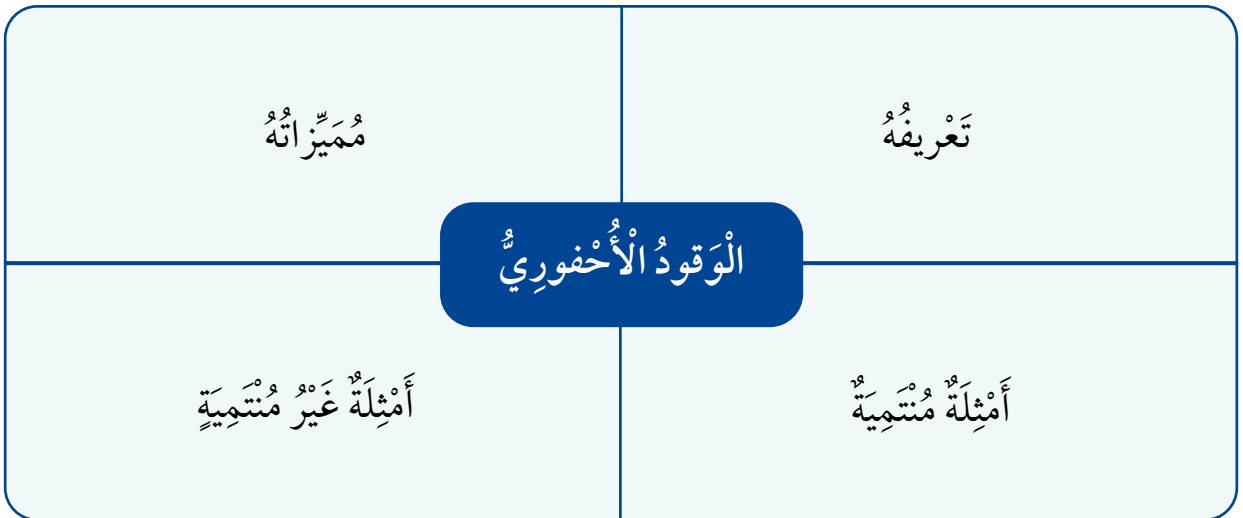 تَعْريفُهُ
مُمَيِّزاتُهُ
الْوَقودُ الْأُحْفورِيُّ
أَمْثِلَةٌ مُنْتَمِيَةٌ
أَمْثِلَةٌ غَيْرُ مُنْتَمِيَةٍ